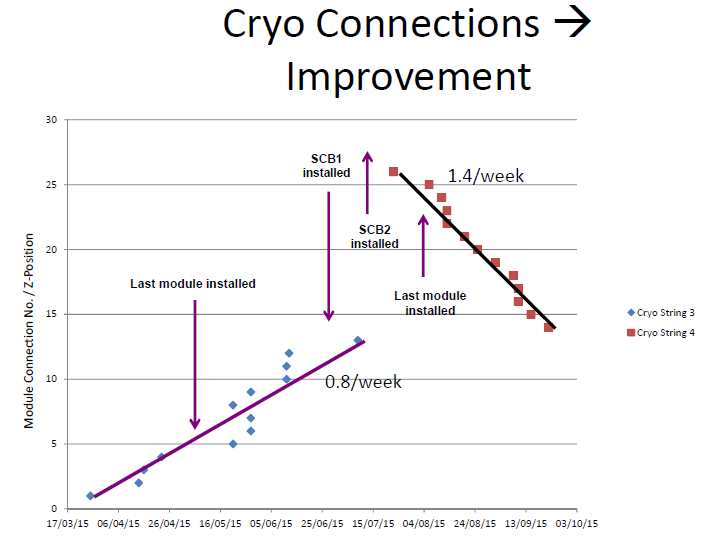 Cryo Connections →
Improvement
30
25
20
15
10
5
0
Module Connection No. / Z-Position
SCB1
installed
1.4/week
SCB2
installed
Last module installed
Last module
installed
0.8/week
Cryo String 3
Cryo String 4
17/03/15 06/04/15 26/04/15 16/05/15 05/06/15 25/06/15 15/07/15 04/08/15 24/08/15 13/09/15 03/10/15